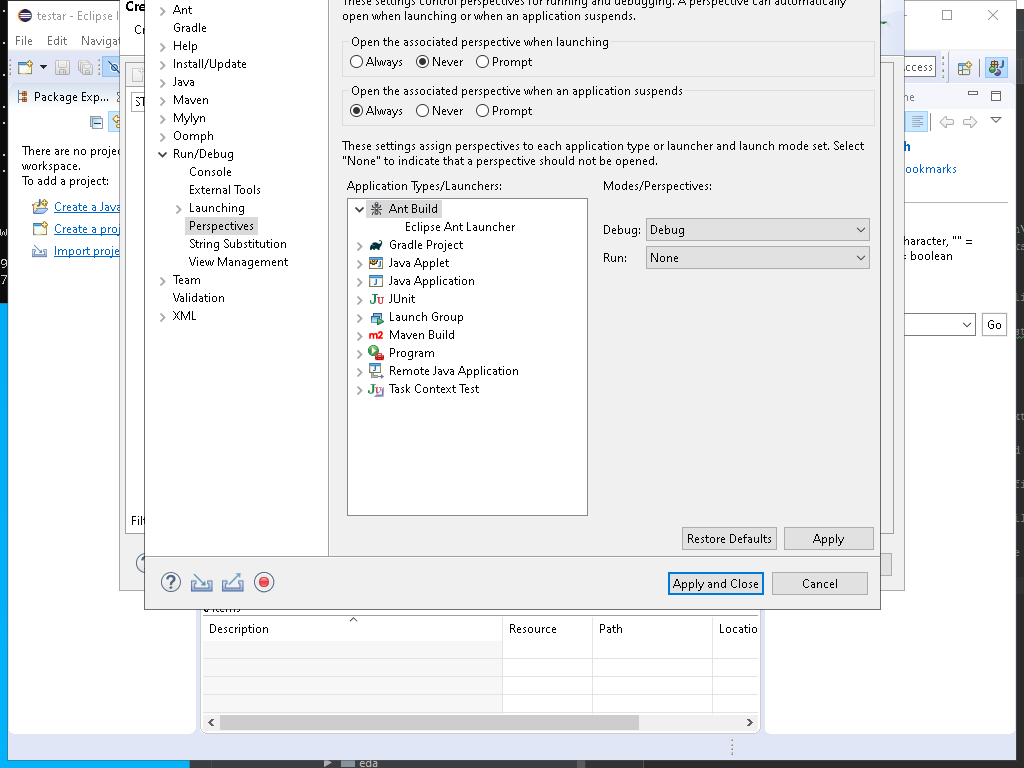 testar - Eclipse
File Edit Navigat
Cre
Package Exp...
There are no proje
workspace.
To add a project:
Create a Java
Create a proj
Import proje
Ant
Gradle
Help
Install/Update
Java
Maven
Mylyn
Oomph
Run/Debug
Console
External Tools
Launching
Perspectives
String Substitution
View Management
Team
Validation
XML
These settings control perspectives for running and debugging. A perspective can automatically
open when launching or when an application suspends.
Open the associated perspective when launching
Always Never Prompt
Open the associated perspective when an application suspends
Always Never Prompt
These settings assign perspectives to each application type or launcher and launch mode set. Select
"None" to indicate that a perspective should not be opened.
Application Types/Launchers:
Ant Build
Eclipse Ant Launcher
Gradle Project
Java Applet
Java Application
JUnit
Launch Group
Maven Build
Program
Remote Java Application
Task Context Test
Modes/Perspectives:
Debug: Debug
Run: None
Restore Defaults Apply
Apply and Close Cancel
ccess
ne
h
ookmarks
haracter, "" =
= boolean
Go
Filt
Description Resource Path Locatio
eda